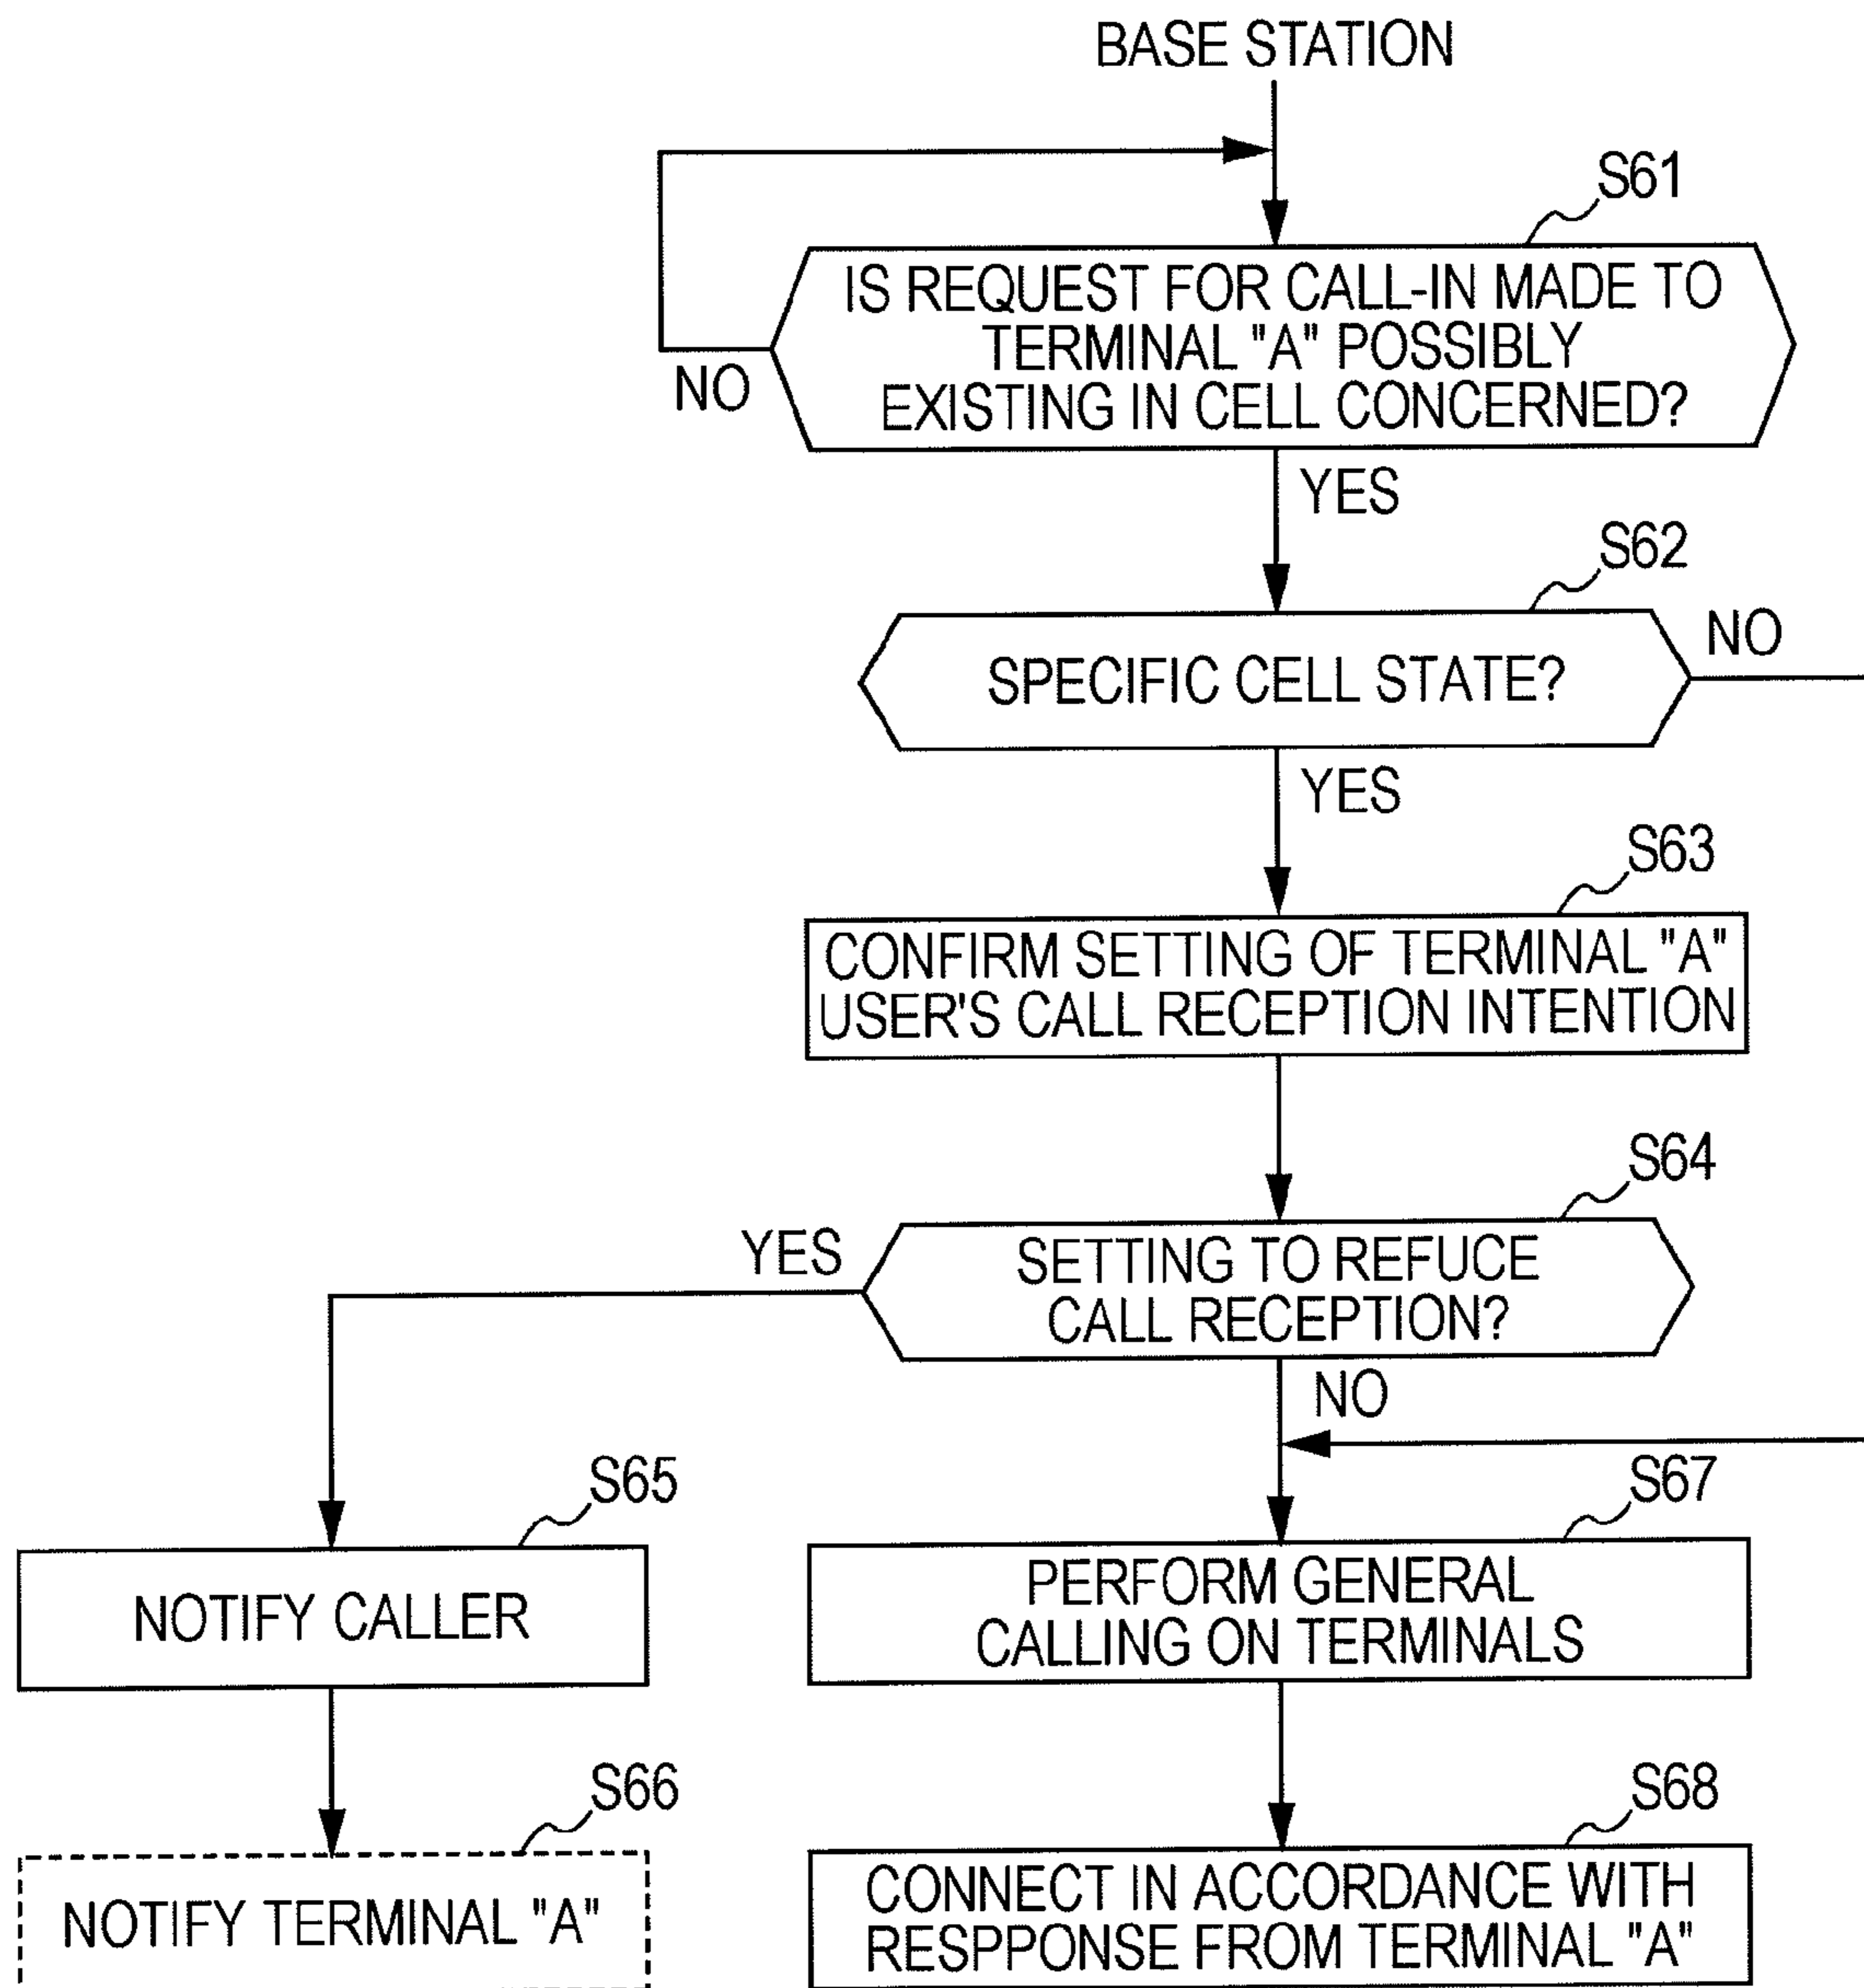 BASE STATION
S61
IS REQUEST FOR CALL-IN MADE TO
TERMINAL "A" POSSIBLY
EXISTING IN CELL CONCERNED?
NO
YES
S62
SPECIFIC CELL STATE?
NO
YES
S63
CONFIRM SETTING OF TERMINAL "A"
USER'S CALL RECEPTION INTENTION
S64
SETTING TO REFUCE
CALL RECEPTION?
YES
NO
S65
NOTIFY CALLER
S67
PERFORM GENERAL
CALLING ON TERMINALS
S66
NOTIFY TERMINAL "A"
S68
CONNECT IN ACCORDANCE WITH
RESPPONSE FROM TERMINAL "A"